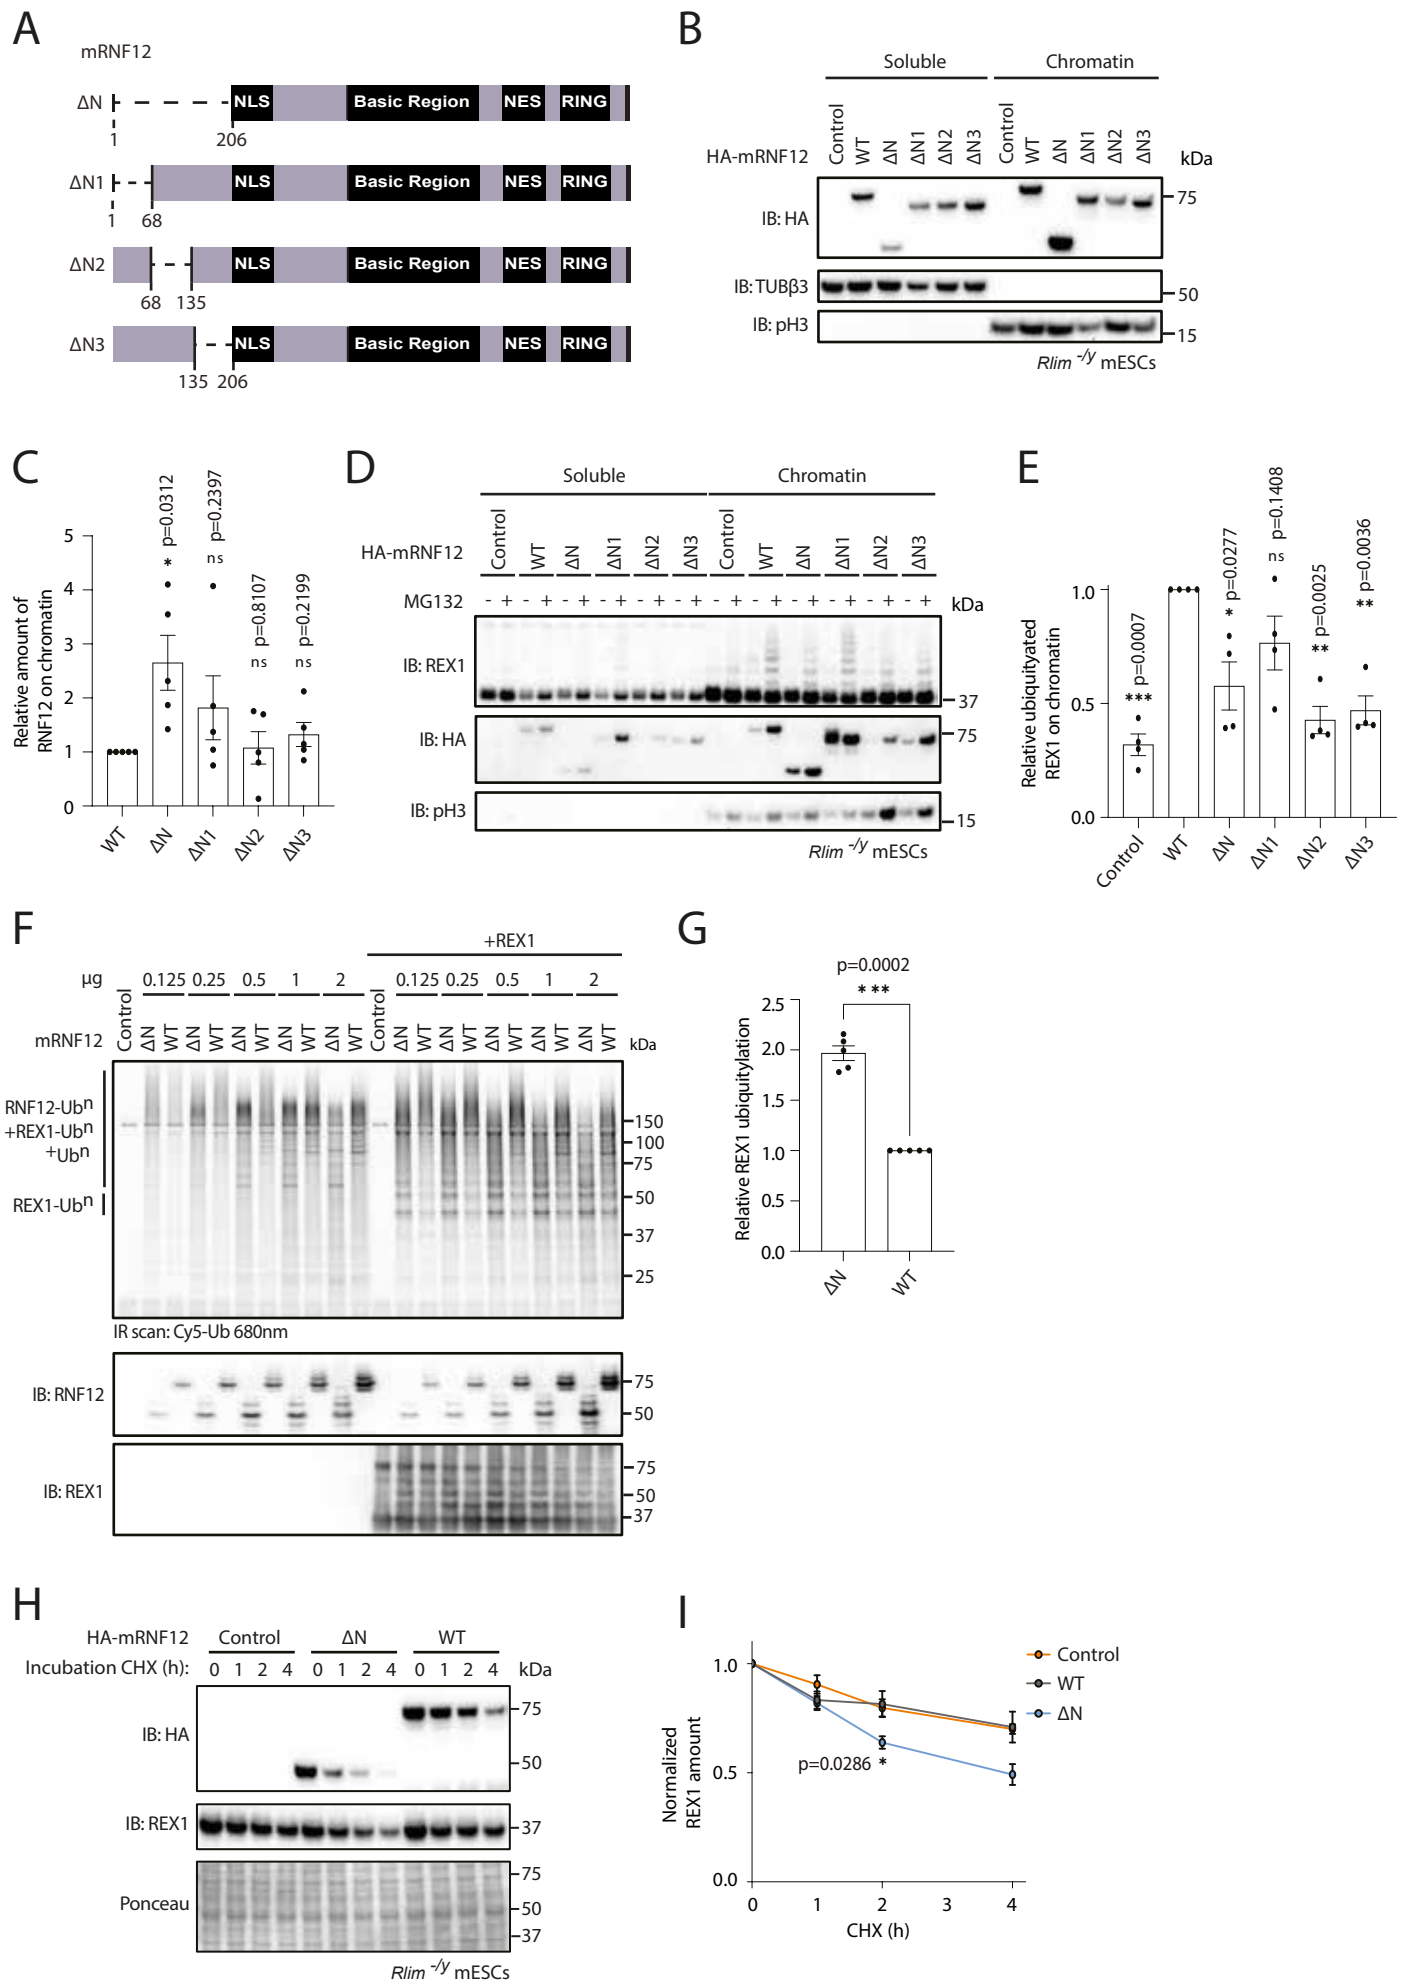 A
mRNF12
ΔN
NLS Basic Region NES RING
1 206
ΔN1
NLS Basic Region NES RING
1 68
ΔN2
NLS Basic Region NES RING
68 135
ΔN3
NLS Basic Region NES RING
135 206
B
Soluble Chromatin
HA-mRNF12 Control WT ΔN ΔN1 ΔN2 ΔN3 Control WT ΔN ΔN1 ΔN2 ΔN3 kDa
IB: HA 75
IB: TUBβ3 50
IB: pH3 15
Rlim -/y mESCs
C
Relative amount of
RNF12 on chromatin
5
4
3
2
1
0
* p=0.0312
ns p=0.2397
ns p=0.8107
ns p=0.2199
WT ΔN ΔN1 ΔN2 ΔN3
D
Soluble Chromatin
HA-mRNF12 Control WT ΔN ΔN1 ΔN2 ΔN3 Control WT ΔN ΔN1 ΔN2 ΔN3
MG132 - + - + - + - + - + - + - + - + - + - + - + - + kDa
IB: REX1 37
IB: HA 75
IB: pH3 15
Rlim -/y mESCs
E
Relative ubiquityated
REX1 on chromatin
1.0
0.5
0.0
*** p=0.0007
* p=0.0277
ns p=0.1408
** p=0.0025
** p=0.0036
Control WT ΔN ΔN1 ΔN2 ΔN3
F
+REX1
µg 0.125 0.25 0.5 1 2 0.125 0.25 0.5 1 2
mRNF12 Control ΔN WT ΔN WT ΔN WT ΔN WT ΔN WT Control ΔN WT ΔN WT ΔN WT ΔN WT ΔN WT kDa
RNF12-Ubn
+REX1-Ubn
+Ubn
REX1-Ubn
150
100
75
50
37
25
IR scan: Cy5-Ub 680nm
IB: RNF12 75
50
IB: REX1 75
50
37
G
p=0.0002
***
Relative REX1 ubiquitylation
2.5
2.0
1.5
1.0
0.5
0.0
ΔN WT
H
HA-mRNF12 Control ΔN WT
Incubation CHX (h): 0 1 2 4 0 1 2 4 0 1 2 4 kDa
IB: HA 75
50
IB: REX1 37
Ponceau 75
50
37
Rlim -/y mESCs
I
Normalized
REX1 amount
1.0
0.5
0.0
p=0.0286 *
Control
WT
ΔN
0 1 2 3 4
CHX (h)